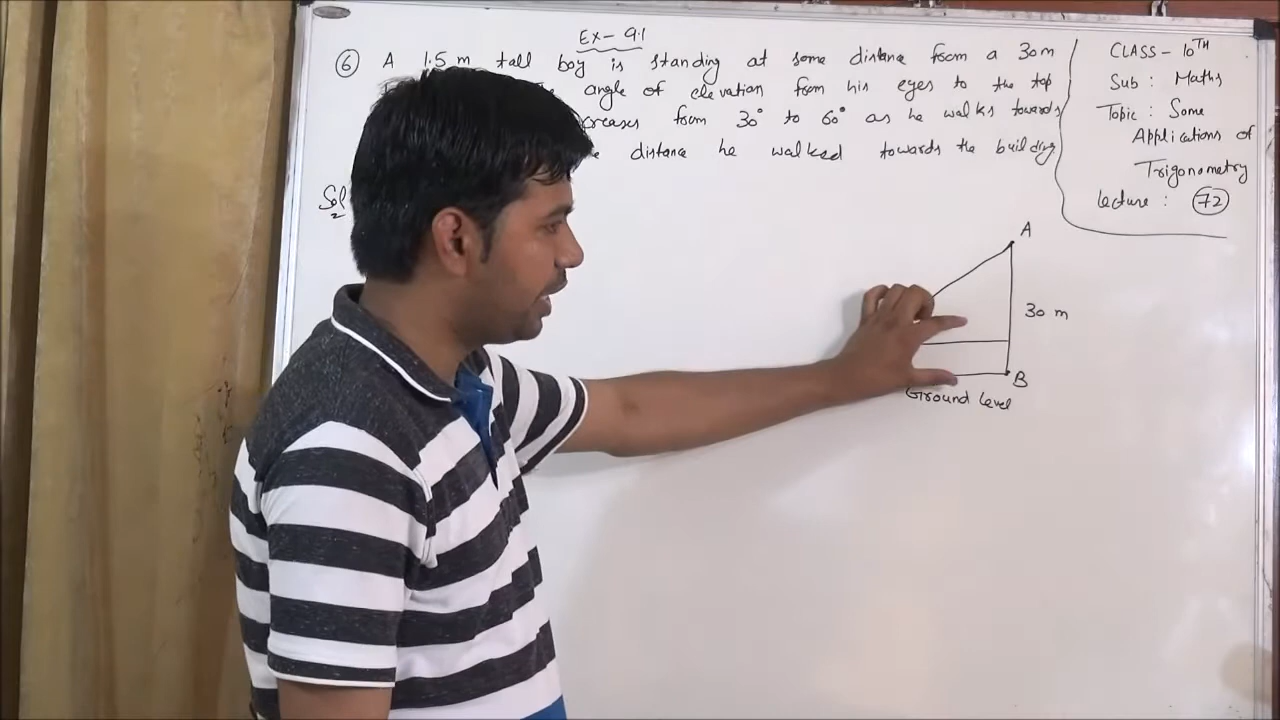 Ex- 9.1
⑥ A 1.5 m tall boy is standing at some distance from a 30 m
angle of elevation from his eyes to the top
creases from 30° to 60° as he walks towards
distance he walked towards the building
Sol
CLASS - 10TH
Sub : Maths
Topic : Some
Applications of
Trigonometry
Lecture : 72
A
30 m
B
Ground Level